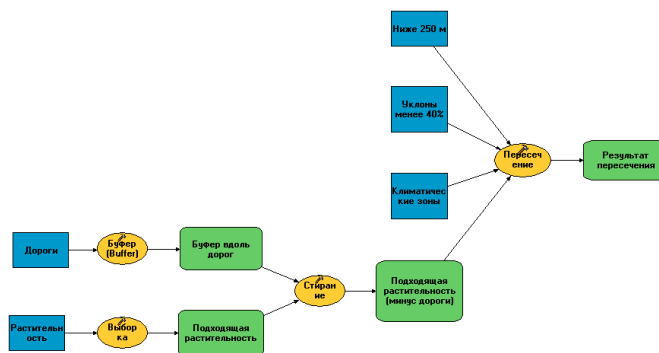 Ниже 250 м
Уклоны
менее 40%
Пересеч
ение
Результат
пересечения
Климатичес
кие зоны
Дороги
Буфер
(Buffer)
Буфер вдоль
дорог
Стиран
ие
Подходящая
растительность
(минус дороги)
Растительн
ость
Выбор
ка
Подходящая
растительность